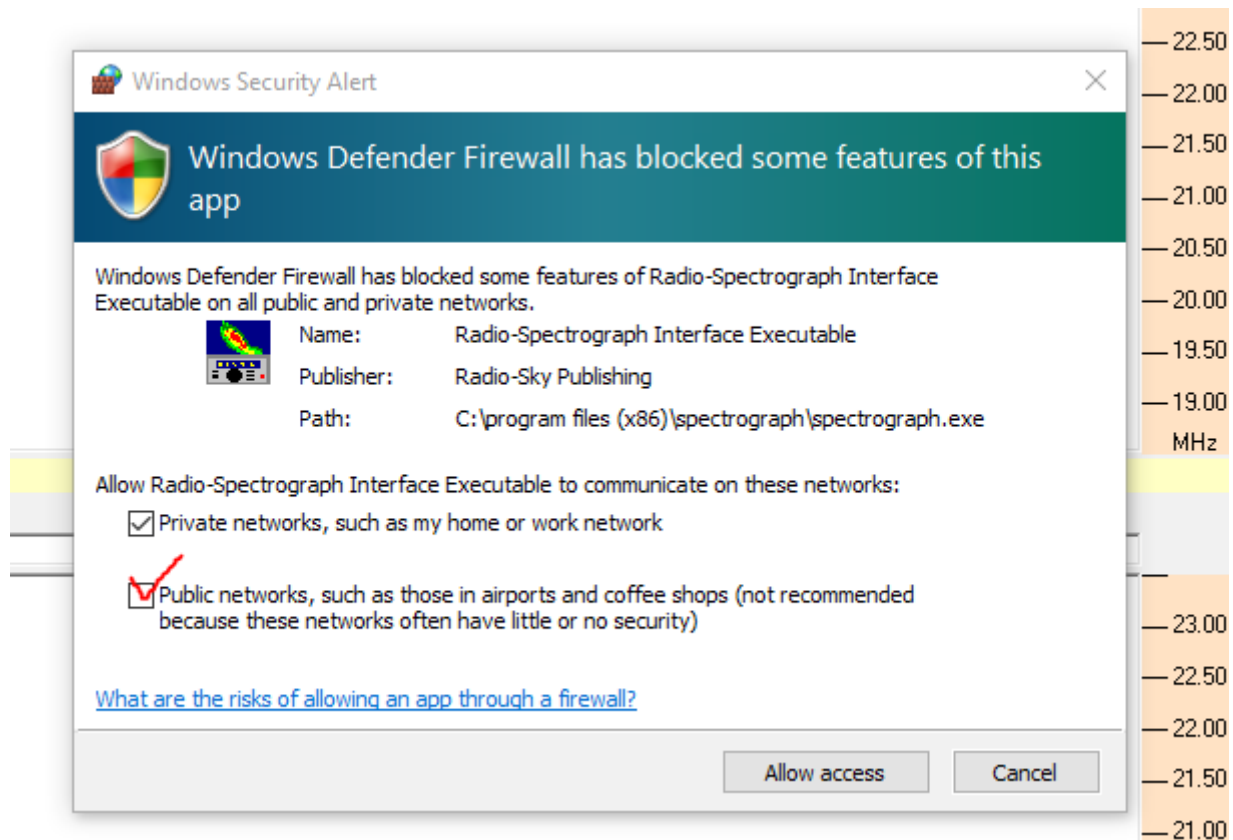 Windows Security Alert
Windows Defender Firewall has blocked some features of this
app
Windows Defender Firewall has blocked some features of Radio-Spectrograph Interface
Executable on all public and private networks.
Name: Radio-Spectrograph Interface Executable
Publisher: Radio-Sky Publishing
Path: C:\program files (x86)\spectrograph\spectrograph.exe
Allow Radio-Spectrograph Interface Executable to communicate on these networks:
Private networks, such as my home or work network
Public networks, such as those in airports and coffee shops (not recommended
because these networks often have little or no security)
What are the risks of allowing an app through a firewall?
Allow access Cancel
22.50
22.00
21.50
21.00
20.50
20.00
19.50
19.00
MHz
23.00
22.50
22.00
21.50
21.00